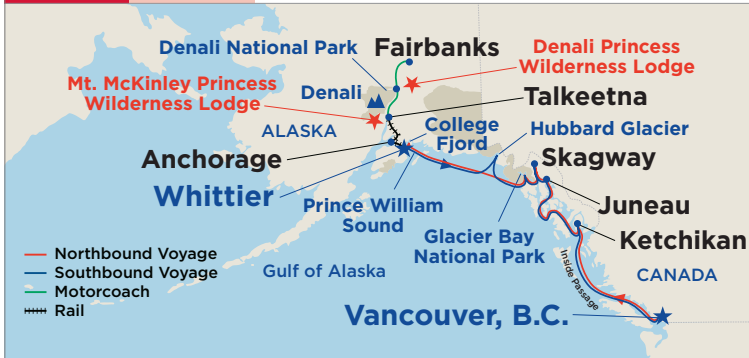 Denali National Park
Fairbanks
Denali Princess
Wilderness Lodge
Mt. McKinley Princess
Wilderness Lodge
Denali
Talkeetna
ALASKA
College
Fjord
Hubbard Glacier
Anchorage
Skagway
Whittier
Prince William
Sound
Juneau
Glacier Bay
National Park
Ketchikan
Northbound Voyage
Southbound Voyage
Motorcoach
Rail
Gulf of Alaska
Inside Passage
CANADA
Vancouver, B.C.